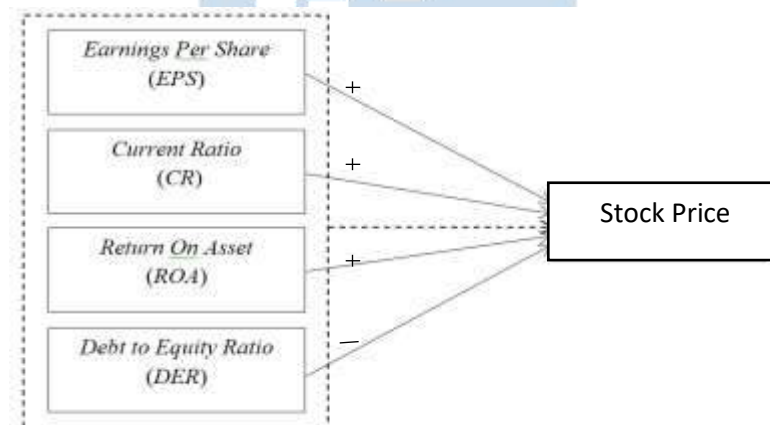 Earnings Per Share
(EPS)
+
Current Ratio
(CR)
+
Stock Price
Return On Asset
(ROA)
+
Debt to Equity Ratio
(DER)
–